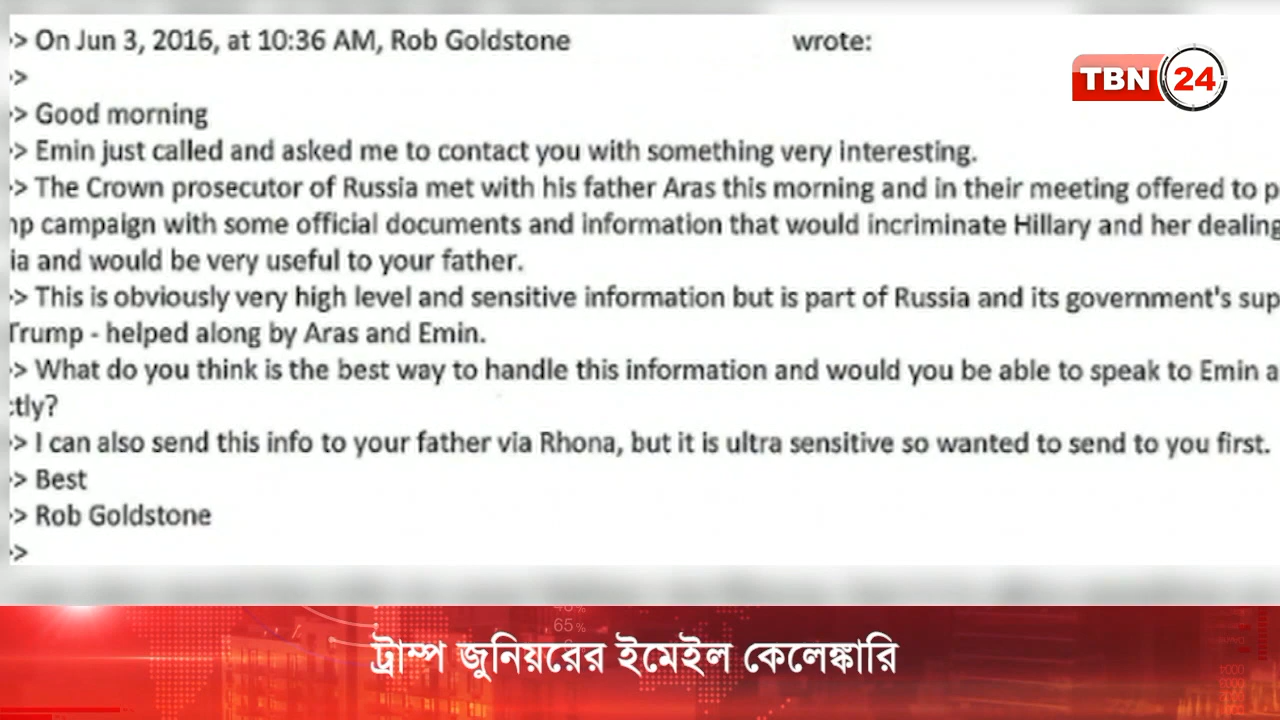 >> On Jun 3, 2016, at 10:36 AM, Rob Goldstone wrote:
>>
>> Good morning
>> Emin just called and asked me to contact you with something very interesting.
>> The Crown prosecutor of Russia met with his father Aras this morning and in their meeting offered to p
np campaign with some official documents and information that would incriminate Hillary and her dealing
ia and would be very useful to your father.
>> This is obviously very high level and sensitive information but is part of Russia and its government's sup
Trump - helped along by Aras and Emin.
>> What do you think is the best way to handle this information and would you be able to speak to Emin a
ctly?
>> I can also send this info to your father via Rhona, but it is ultra sensitive so wanted to send to you first.
>> Best
>> Rob Goldstone
>>
TBN 24
65%
ট্রাম্প জুনিয়রের ইমেইল কেলেঙ্কারি